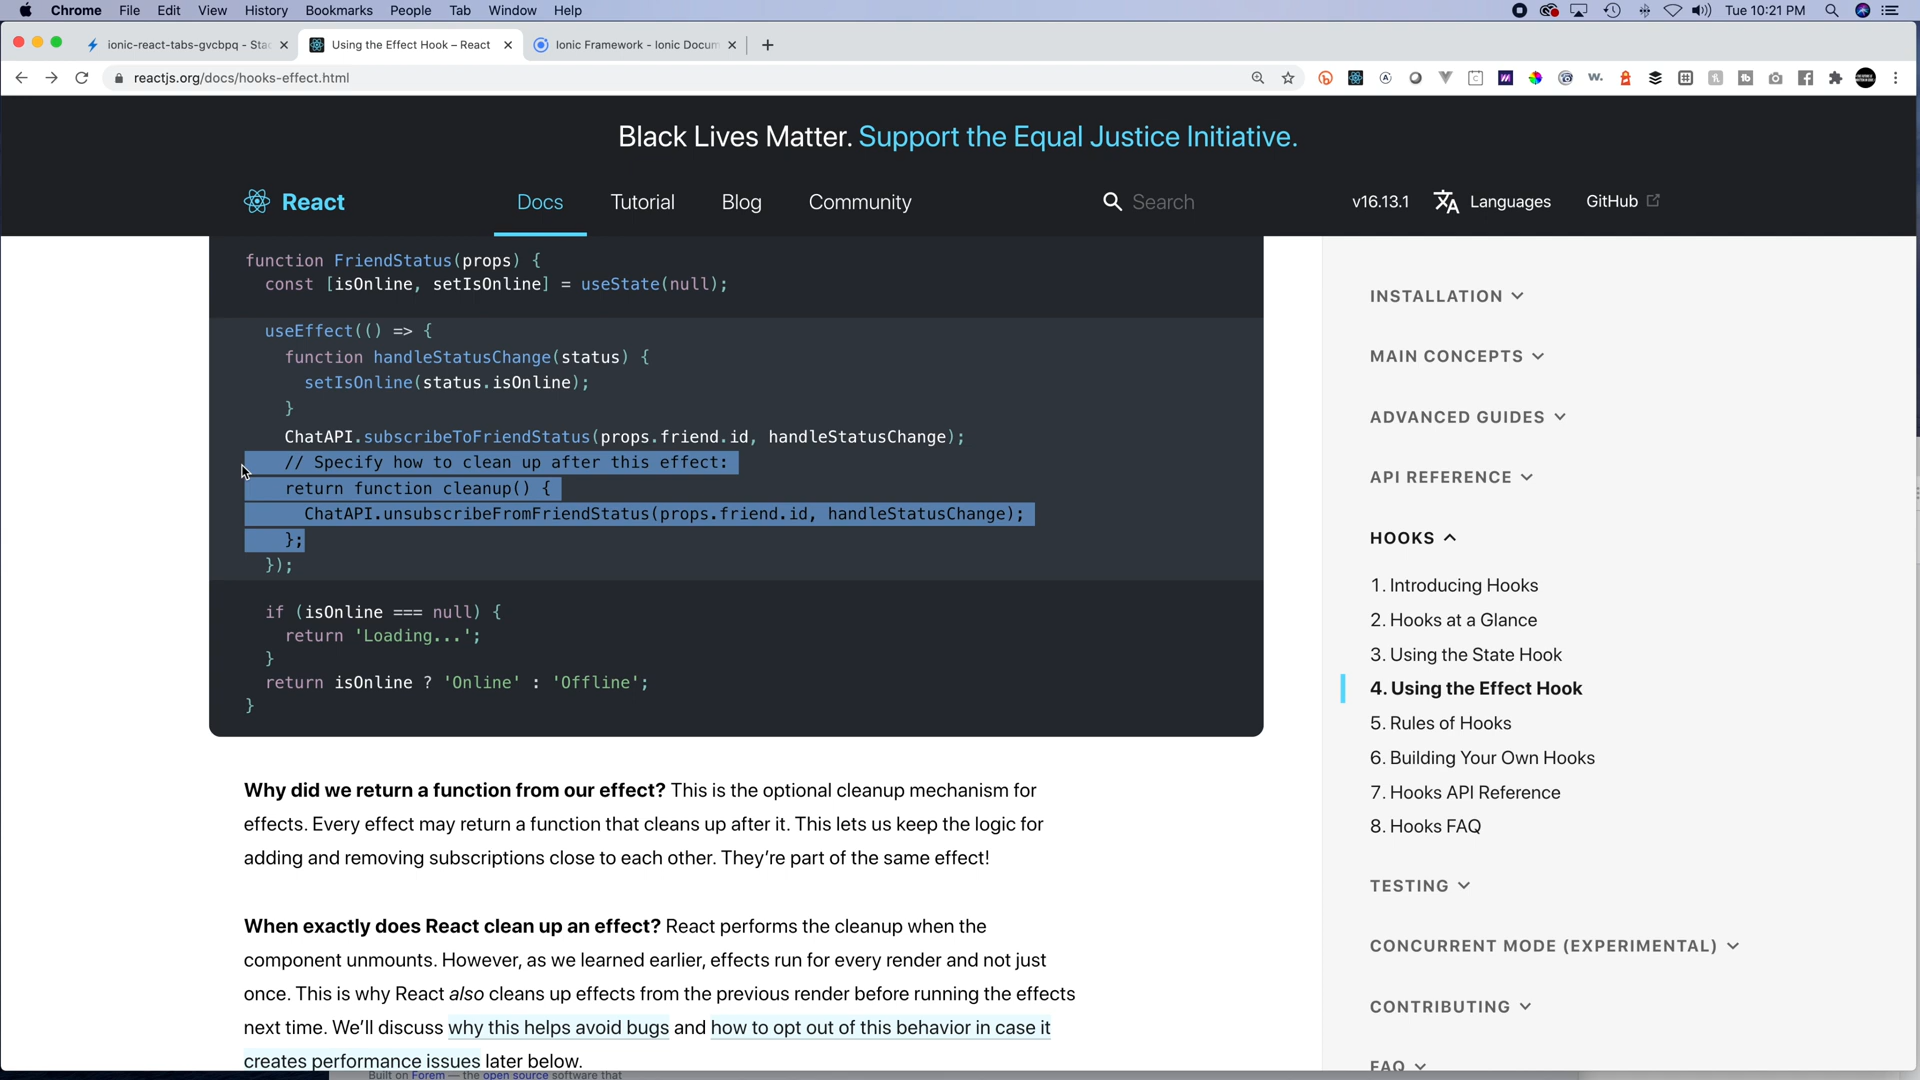 Chrome File Edit View History Bookmarks People Tab Window Help Tue 10:21 PM
ionic-react-tabs-gvcbpq - Stac Using the Effect Hook – React Ionic Framework - Ionic Docum
reactjs.org/docs/hooks-effect.html
Black Lives Matter. Support the Equal Justice Initiative.
React Docs Tutorial Blog Community Search v16.13.1 Languages GitHub
function FriendStatus(props) {
const [isOnline, setIsOnline] = useState(null);
useEffect(() => {
function handleStatusChange(status) {
setIsOnline(status.isOnline);
}
ChatAPI.subscribeToFriendStatus(props.friend.id, handleStatusChange);
// Specify how to clean up after this effect:
return function cleanup() {
ChatAPI.unsubscribeFromFriendStatus(props.friend.id, handleStatusChange);
};
});
if (isOnline === null) {
return 'Loading...';
}
return isOnline ? 'Online' : 'Offline';
}
Why did we return a function from our effect? This is the optional cleanup mechanism for
effects. Every effect may return a function that cleans up after it. This lets us keep the logic for
adding and removing subscriptions close to each other. They’re part of the same effect!
When exactly does React clean up an effect? React performs the cleanup when the
component unmounts. However, as we learned earlier, effects run for every render and not just
once. This is why React also cleans up effects from the previous render before running the effects
next time. We’ll discuss why this helps avoid bugs and how to opt out of this behavior in case it
creates performance issues later below.
Built on Forem — the open source software that
INSTALLATION
MAIN CONCEPTS
ADVANCED GUIDES
API REFERENCE
HOOKS
1. Introducing Hooks
2. Hooks at a Glance
3. Using the State Hook
4. Using the Effect Hook
5. Rules of Hooks
6. Building Your Own Hooks
7. Hooks API Reference
8. Hooks FAQ
TESTING
CONCURRENT MODE (EXPERIMENTAL)
CONTRIBUTING
FAQ